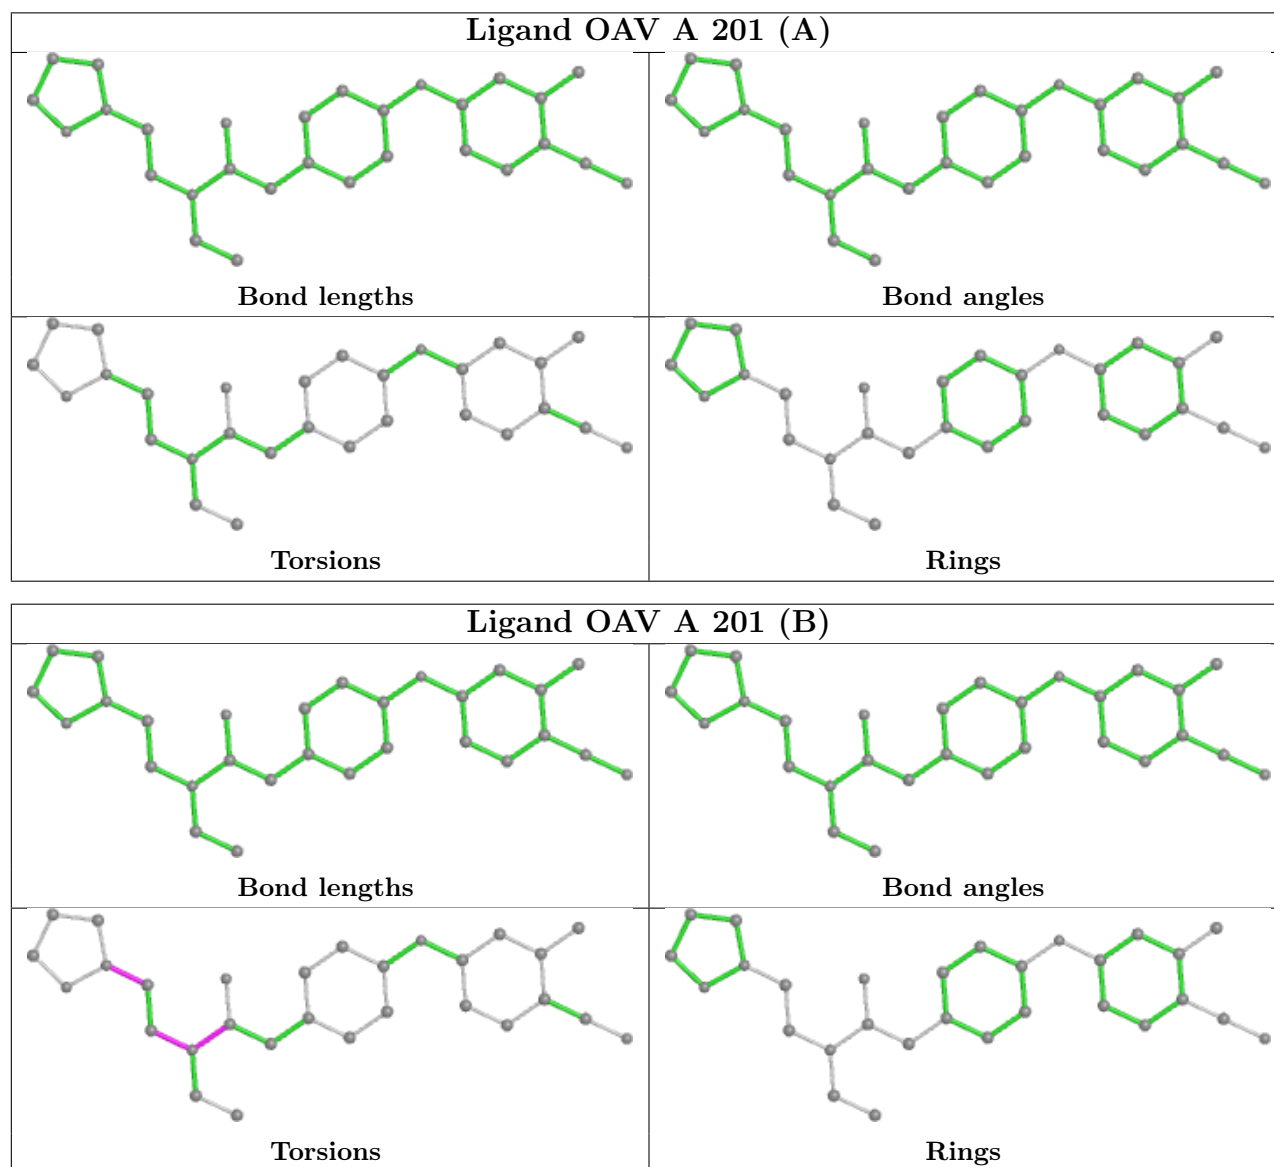 Ligand OAV A 201 (A)
Bond lengths
Bond angles
Torsions
Rings
Ligand OAV A 201 (B)
Bond lengths
Bond angles
Torsions
Rings